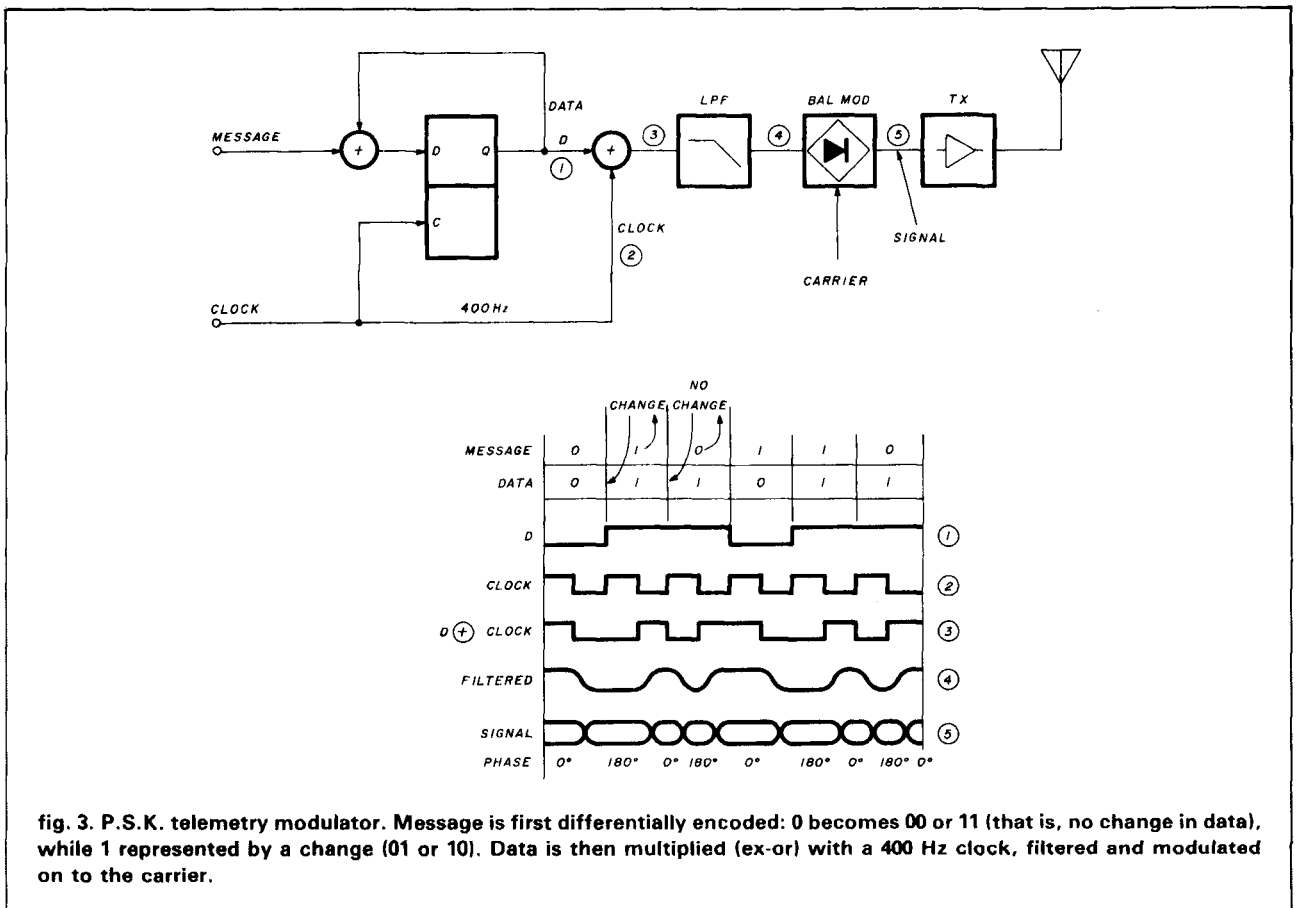 LPF
BAL MOD
TX
DATA
MESSAGE
+
D
Q
D
1
+
3
4
5
C
CLOCK
2
SIGNAL
CARRIER
CLOCK
400 Hz
NO
CHANGE CHANGE
MESSAGE 0 1 0 1 1 0
DATA 0 1 1 0 1 1
D 1
CLOCK 2
D + CLOCK 3
FILTERED 4
SIGNAL 5
PHASE 0° 180° 0° 180° 0° 180° 0° 180° 0°
fig. 3. P.S.K. telemetry modulator. Message is first differentially encoded: 0 becomes 00 or 11 (that is, no change in data),
while 1 represented by a change (01 or 10). Data is then multiplied (ex-or) with a 400 Hz clock, filtered and modulated
on to the carrier.